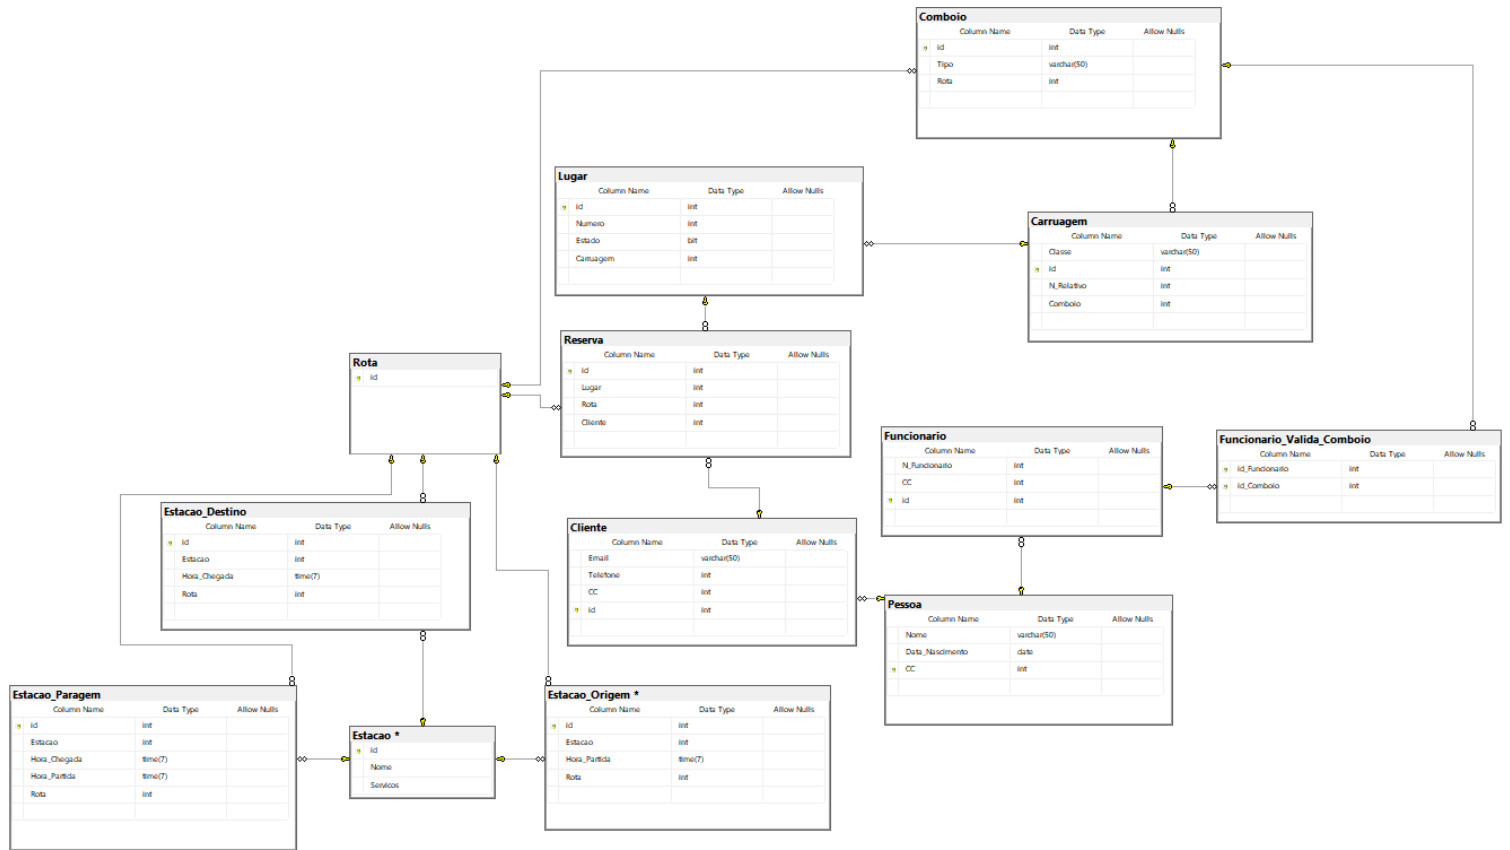 Comboio
Column Name Data Type Allow Nulls
id int
Tipo varchar(50)
Rota int
Lugar
Column Name Data Type Allow Nulls
id int
Numero int
Estado bit
Carruagem int
Carruagem
Column Name Data Type Allow Nulls
Classe varchar(50)
id int
N_Relativo int
Comboio int
Reserva
Column Name Data Type Allow Nulls
id int
Lugar int
Rota int
Cliente int
Rota
id
Funcionario
Column Name Data Type Allow Nulls
N_Funcionario int
CC int
id int
Funcionario_Valida_Comboio
Column Name Data Type Allow Nulls
id_Funcionario int
id_Comboio int
Estacao_Destino
Column Name Data Type Allow Nulls
id int
Estacao int
Hora_Chegada time(7)
Rota int
Cliente
Column Name Data Type Allow Nulls
Email varchar(50)
Telefone int
CC int
id int
Pessoa
Column Name Data Type Allow Nulls
Nome varchar(50)
Data_Nascimento date
CC int
Estacao_Paragem
Column Name Data Type Allow Nulls
id int
Estacao int
Hora_Chegada time(7)
Hora_Partida time(7)
Rota int
Estacao *
id
Nome
Servicos
Estacao_Origem *
Column Name Data Type Allow Nulls
id int
Estacao int
Hora_Partida time(7)
Rota int